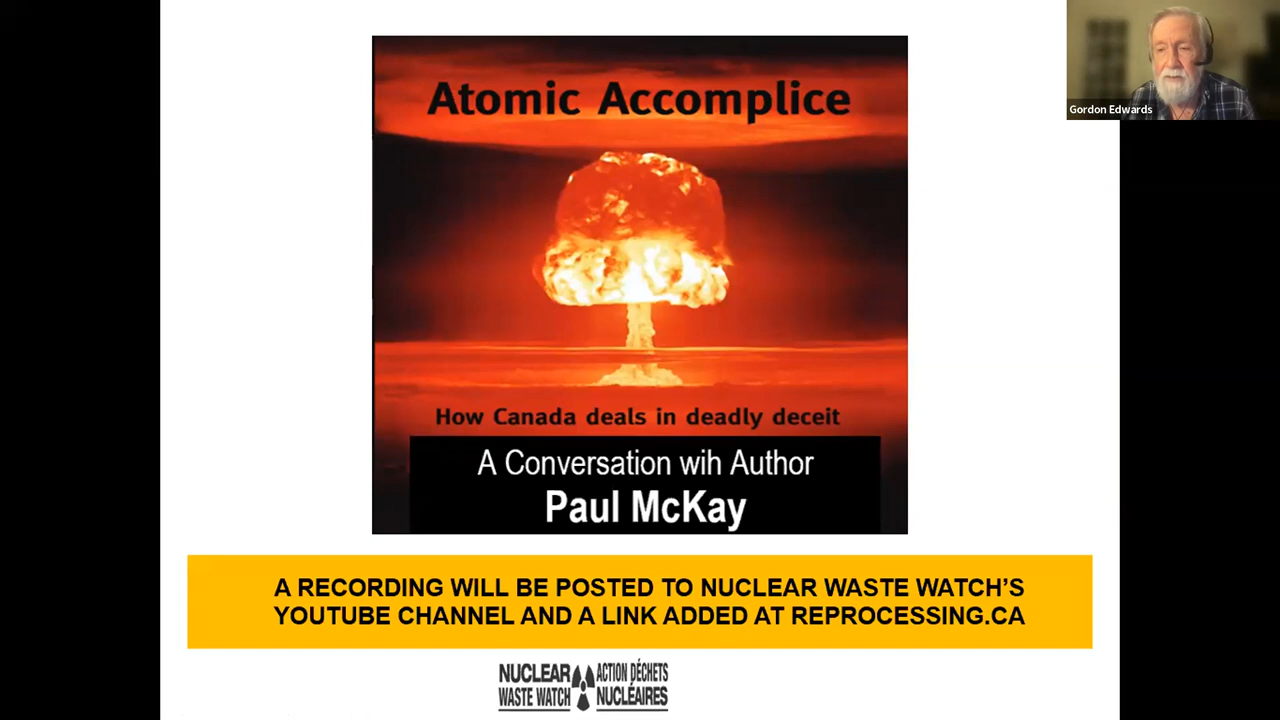 Atomic Accomplice
Gordon Edwards
How Canada deals in deadly deceit
A Conversation wih Author
Paul McKay
A RECORDING WILL BE POSTED TO NUCLEAR WASTE WATCH'S
YOUTUBE CHANNEL AND A LINK ADDED AT REPROCESSING.CA
NUCLEAR ACTION DÉCHETS
WASTE WATCH NUCLÉAIRES